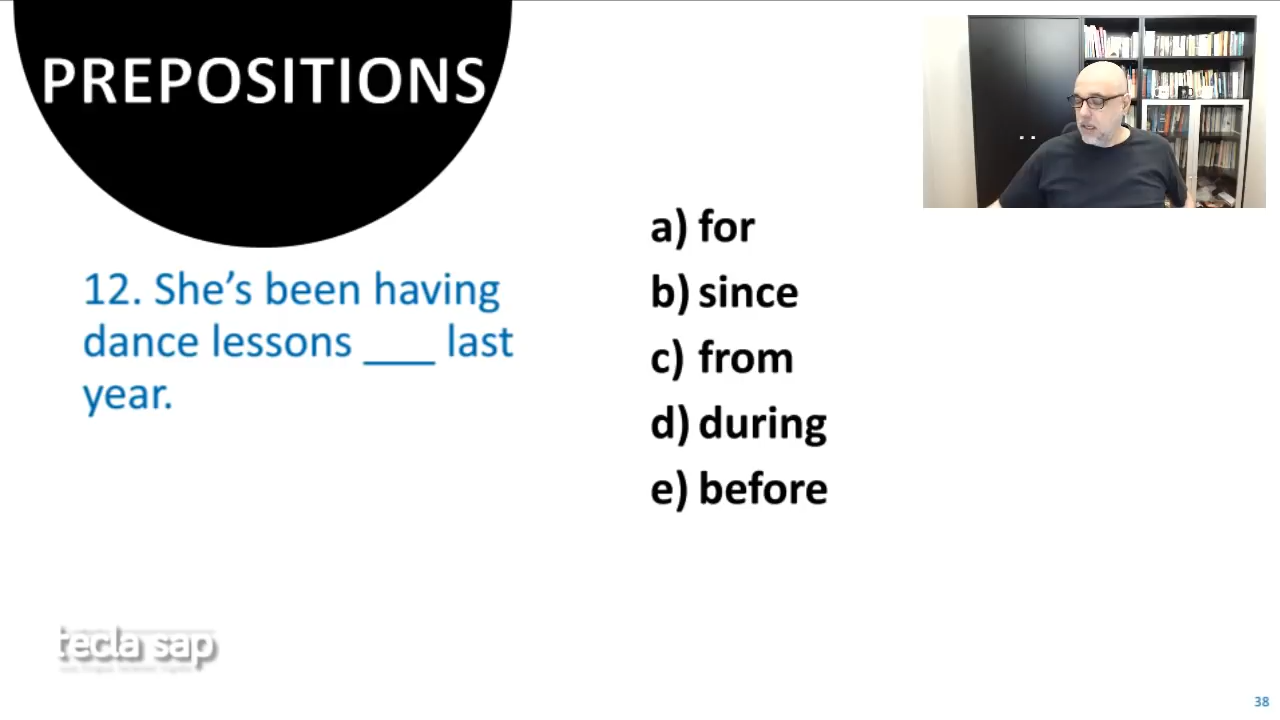 PREPOSITIONS
12. She’s been having
dance lessons ___ last
year.
a) for
b) since
c) from
d) during
e) before
tecla sap
38